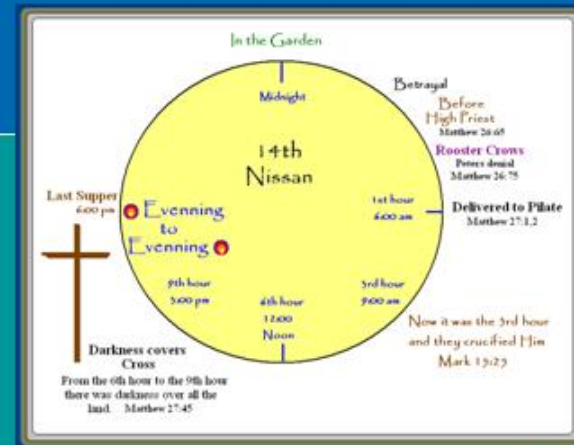 In the Garden
Midnight
Betrayal
Before
High Priest
Matthew 26:65
Rooster Crows
Peters denial
Matthew 26:75
14th
Nissan
Last Supper
6:00 pm
Evenning
to
Evenning
1st hour
6:00 am
Delivered to Pilate
Matthew 27:1,2
9th hour
3:00 pm
6th hour
12:00
Noon
3rd hour
9:00 am
Now it was the 3rd hour
and they crucified Him
Mark 15:25
Darkness covers
Cross
From the 6th hour to the 9th hour
there was darkness over all the
land. Matthew 27:45